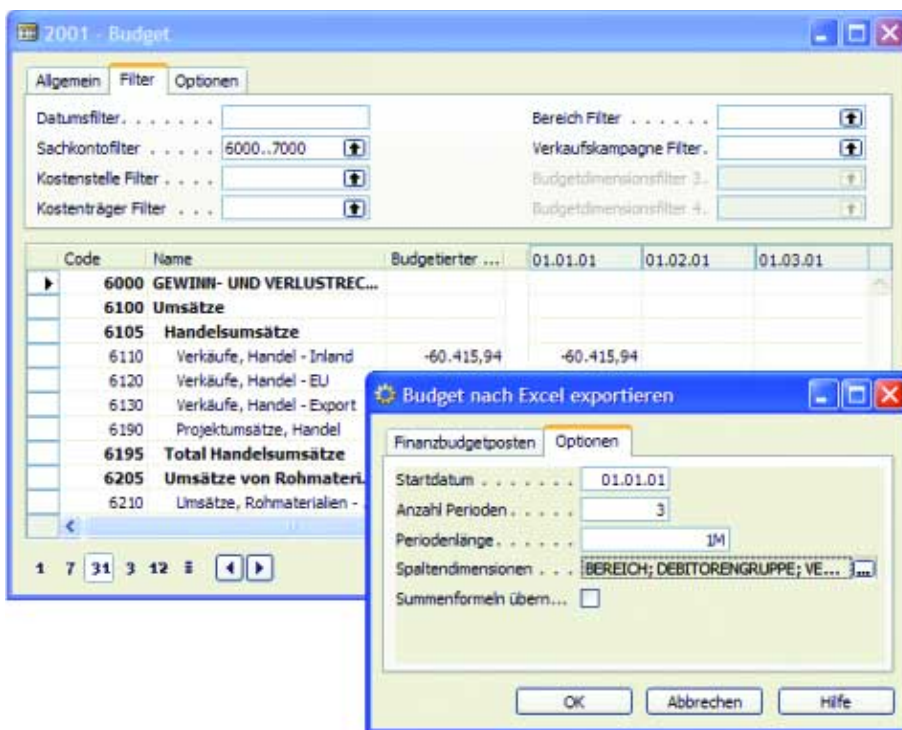 2001 - Budget
Allgemein Filter Optionen
Datumsfilter. . . . . . .
Sachkontofilter . . . . . 6000..7000
Kostenstelle Filter . . . .
Kostenträger Filter . . .
Bereich Filter . . . . . .
Verkaufskampagne Filter.
Budgetdimensionsfilter 3.
Budgetdimensionsfilter 4.
Code Name Budgetierter ... 01.01.01 01.02.01 01.03.01
6000 GEWINN- UND VERLUSTREC...
6100 Umsätze
6105 Handelsumsätze
6110 Verkäufe, Handel - Inland -60.415,94 -60.415,94
6120 Verkäufe, Handel - EU
6130 Verkäufe, Handel - Export
6190 Projektumsätze, Handel
6195 Total Handelsumsätze
6205 Umsätze von Rohmateri.
6210 Umsätze, Rohmaterialien -
1 7 31 3 12
Budget nach Excel exportieren
Finanzbudgetposten Optionen
Startdatum . . . . . . . 01.01.01
Anzahl Perioden . . . . . 3
Periodenlänge. . . . . . 1M
Spaltendimensionen . . . BEREICH; DEBITORENGRUPPE; VE... ...
Summenformeln übern...
OK Abbrechen Hilfe